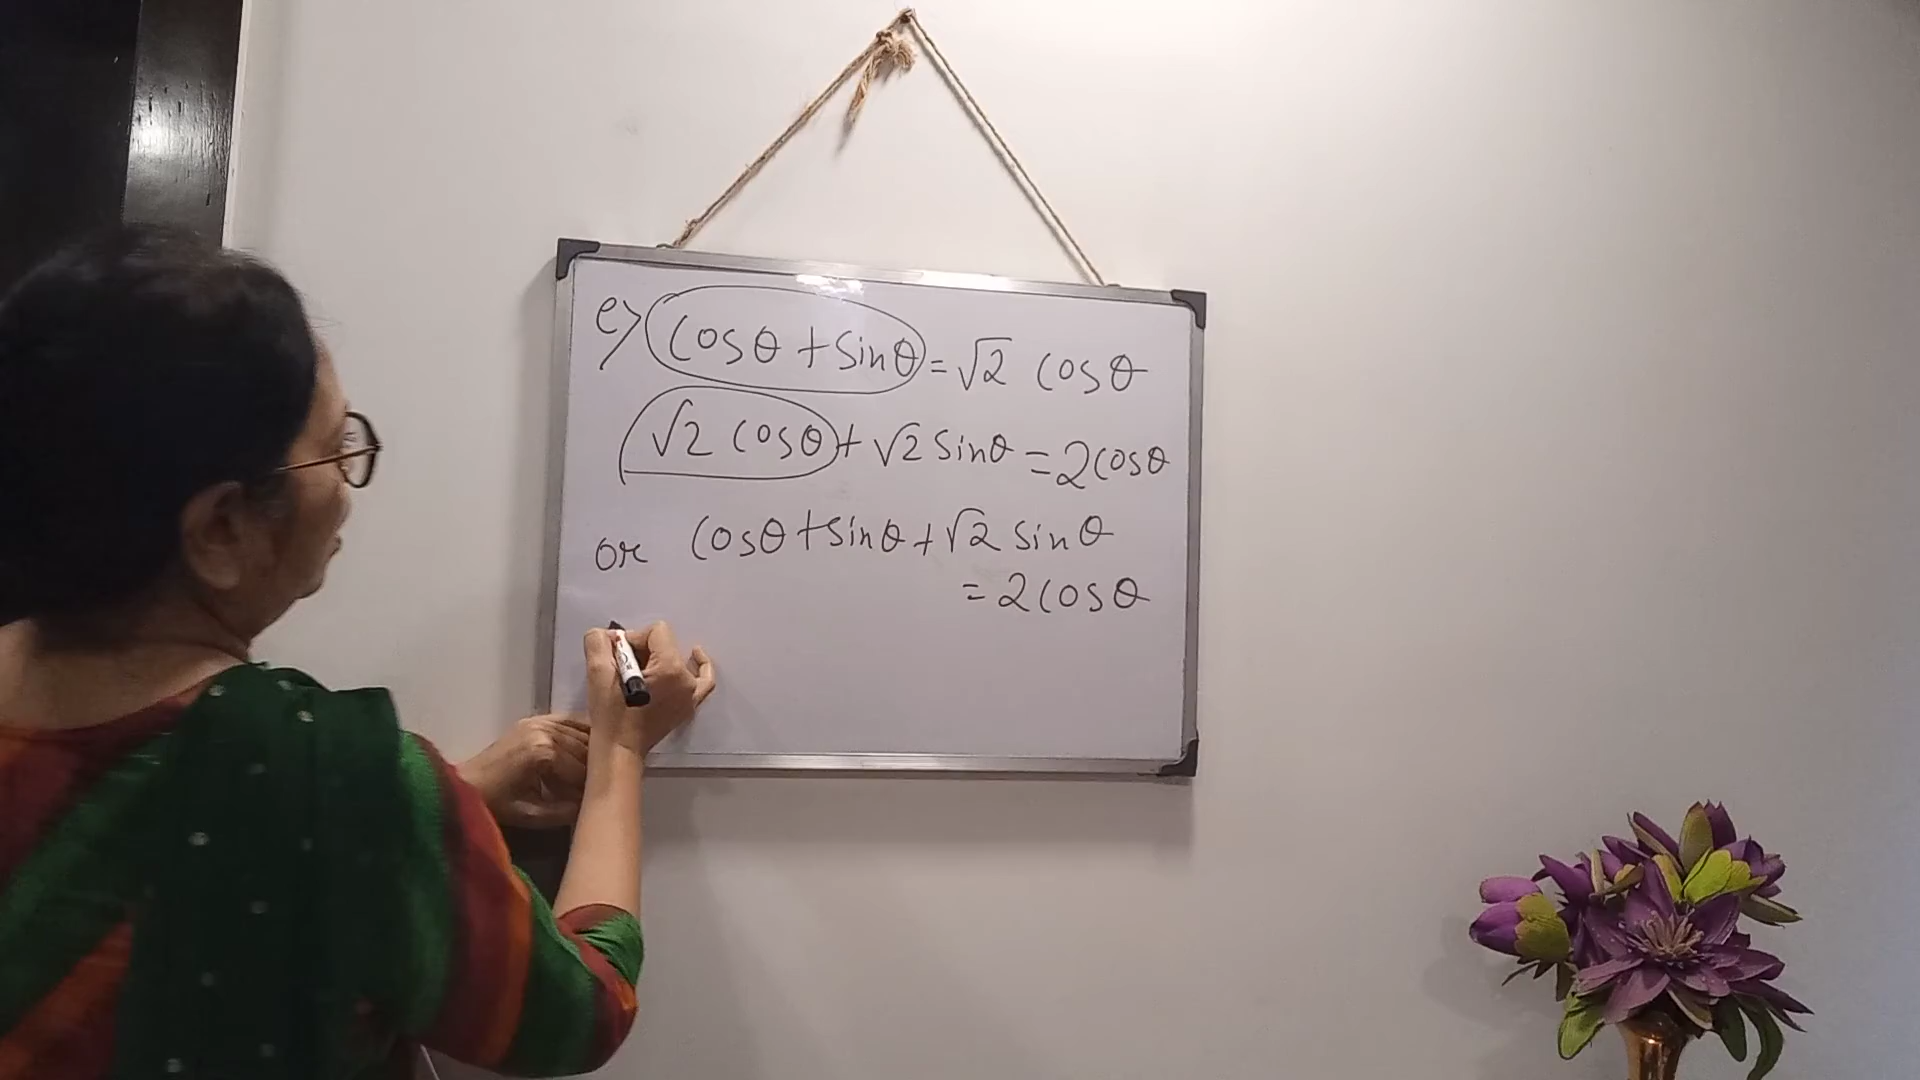 e> cosθ + sinθ = √2 cosθ
√2 cosθ + √2 sinθ = 2cosθ
or cosθ + sinθ + √2 sinθ
= 2cosθ